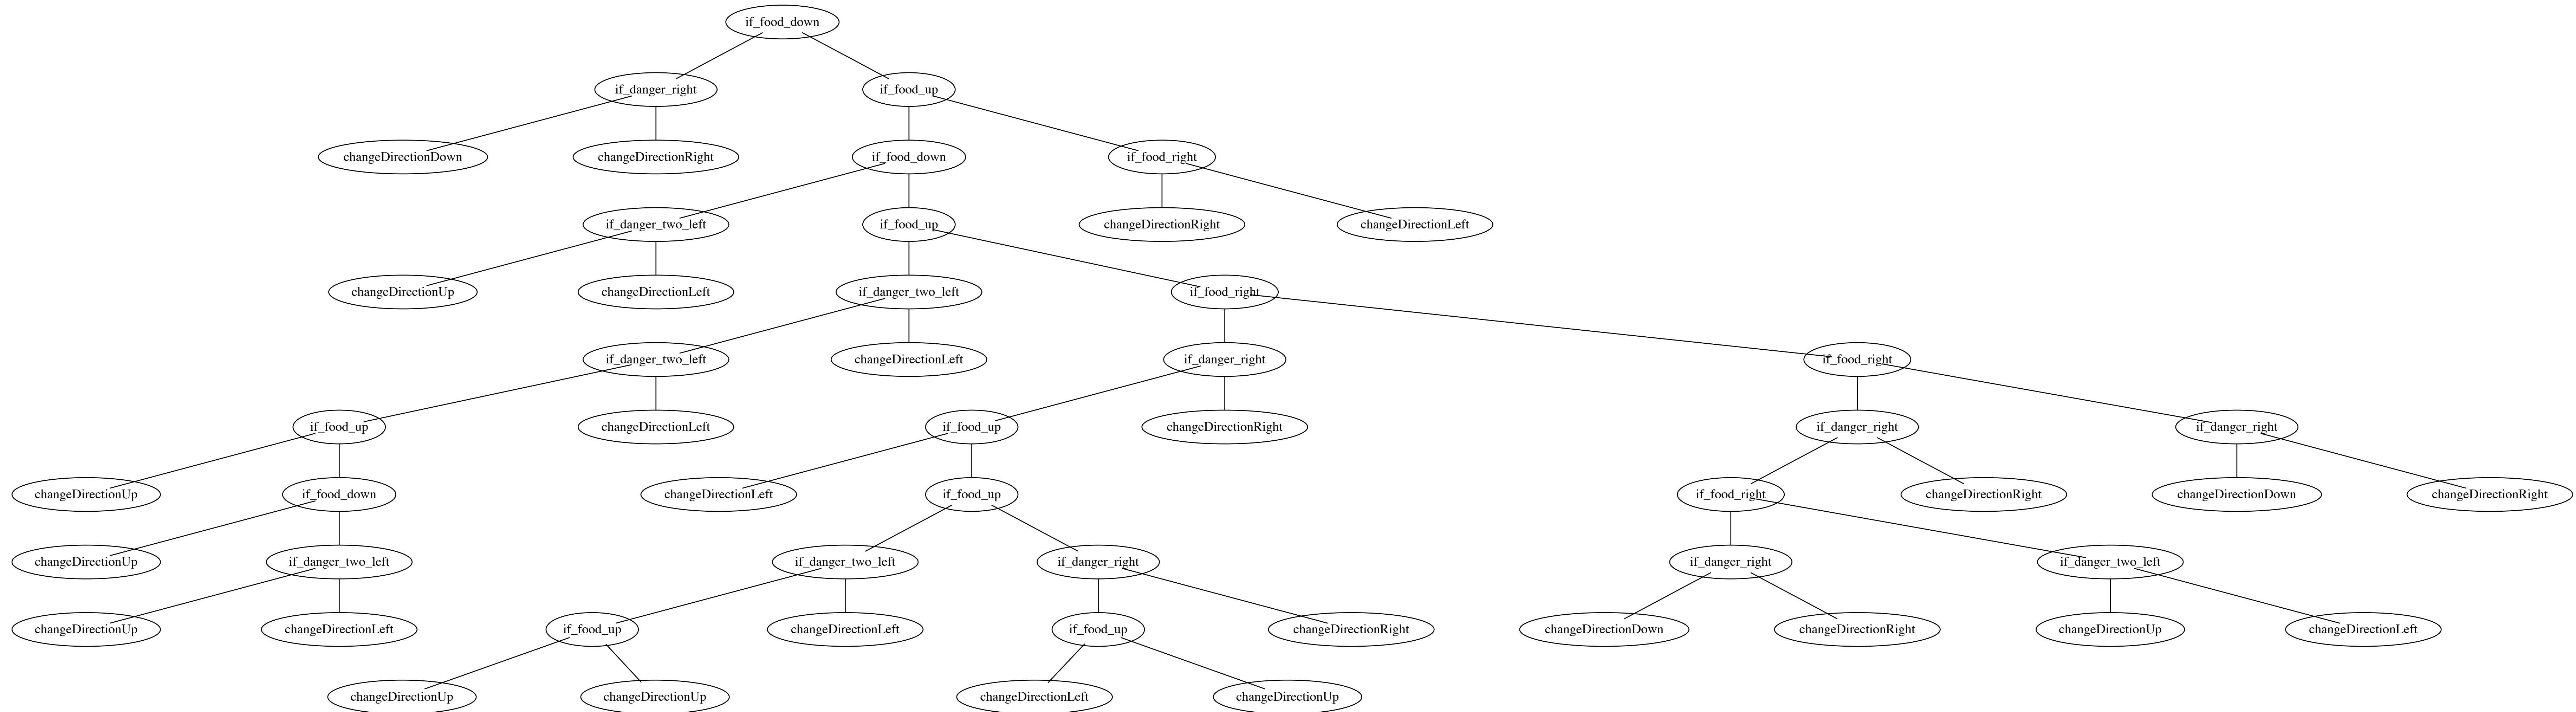 if_food_down
if_danger_right
if_food_up
changeDirectionDown
changeDirectionRight
if_food_down
if_food_right
if_danger_two_left
if_food_up
changeDirectionRight
changeDirectionLeft
changeDirectionUp
changeDirectionLeft
if_danger_two_left
if_food_right
if_danger_two_left
changeDirectionLeft
if_danger_right
if_food_right
if_food_up
changeDirectionLeft
if_food_up
changeDirectionRight
if_danger_right
if_danger_right
changeDirectionUp
if_food_down
changeDirectionLeft
if_food_up
if_food_right
changeDirectionRight
changeDirectionDown
changeDirectionRight
changeDirectionUp
if_danger_two_left
if_danger_two_left
if_danger_right
if_danger_right
if_danger_two_left
changeDirectionUp
changeDirectionLeft
if_food_up
changeDirectionLeft
if_food_up
changeDirectionRight
changeDirectionDown
changeDirectionRight
changeDirectionUp
changeDirectionLeft
changeDirectionUp
changeDirectionUp
changeDirectionLeft
changeDirectionUp